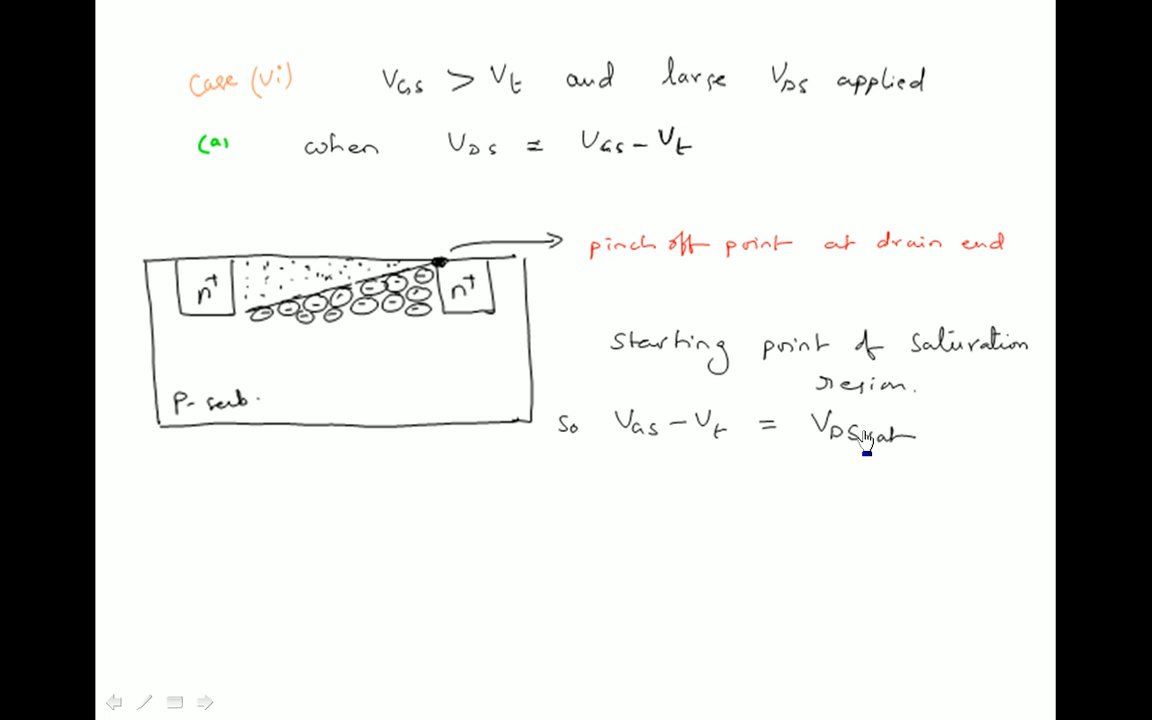 Case (Vi) VGS > Vt and large VDS applied
(a) when VDS = VGS - Vt
pinch off point at drain end
n+ n+
starting point of saturation
region.
P- sub.
So VGS - Vt = VDSsat